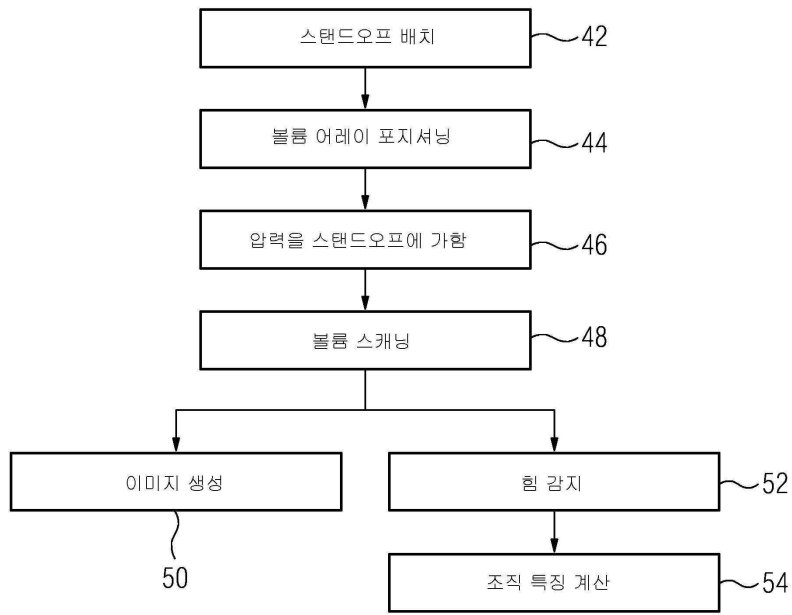 스탠드오프 배치
42
볼륨 어레이 포지셔닝
44
압력을 스탠드오프에 가함
46
볼륨 스캐닝
48
이미지 생성
50
힘 감지
52
조직 특징 계산
54